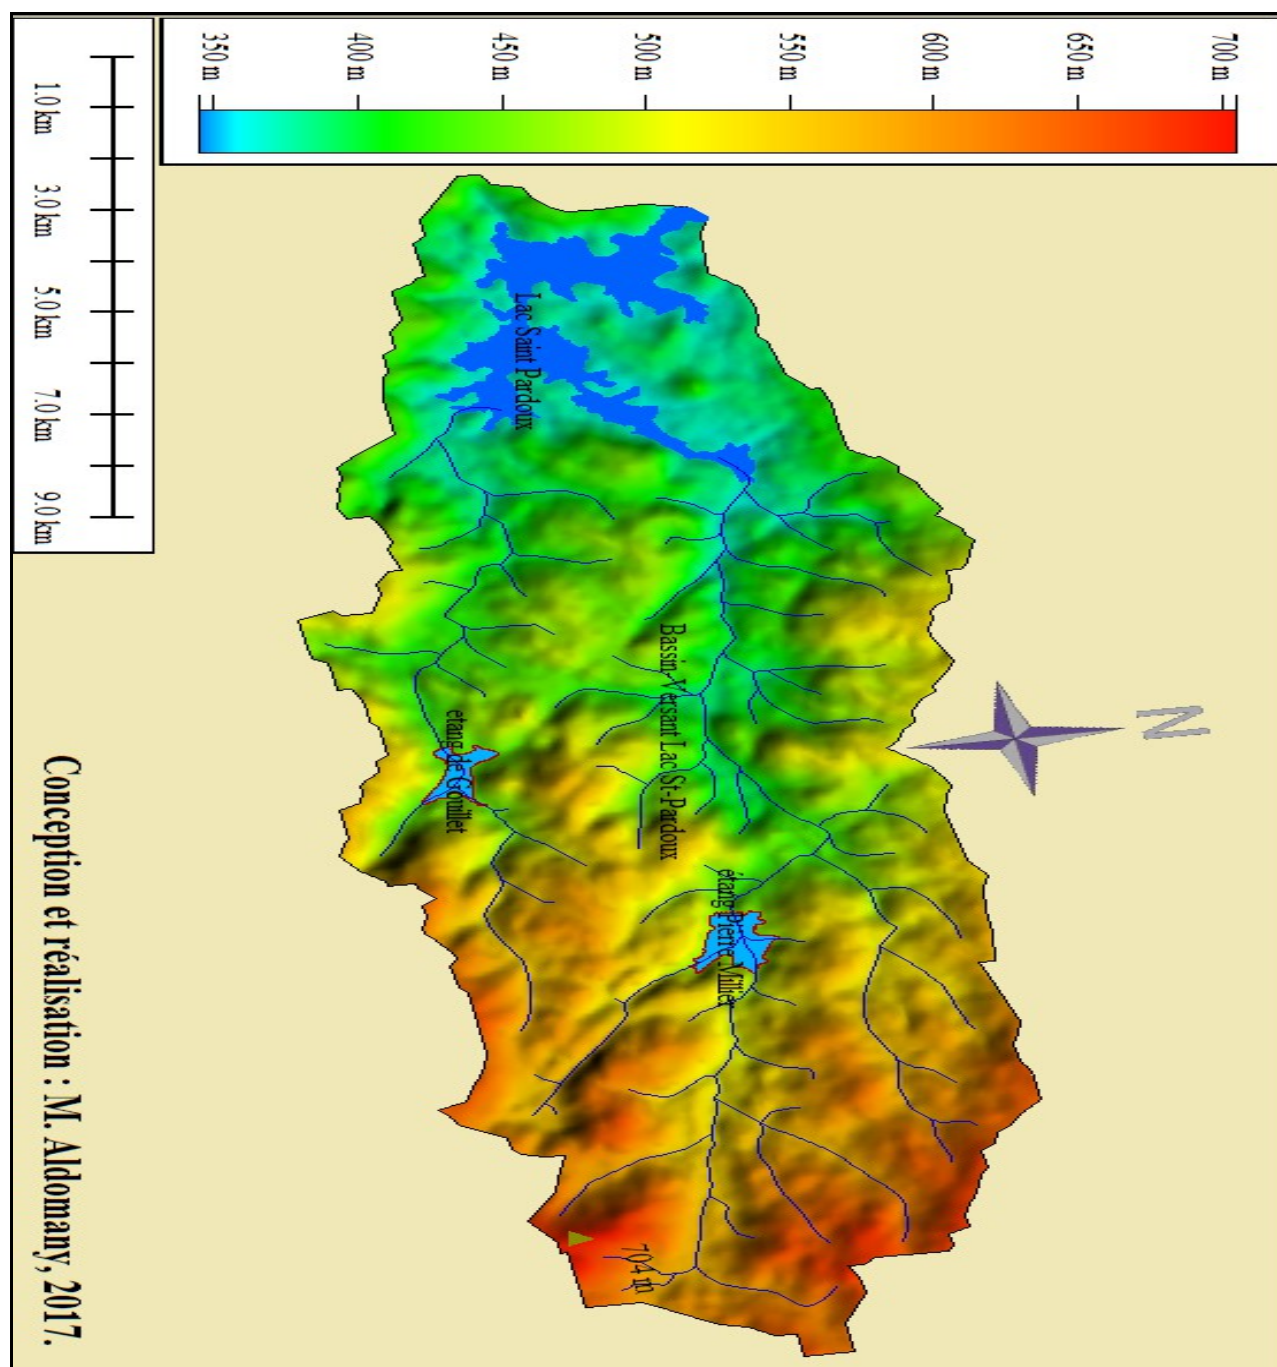 700 m
650 m
600 m
550 m
500 m
450 m
400 m
350 m
1.0 km
3.0 km
5.0 km
7.0 km
9.0 km
N
Lac Saint Pardoux
Bassin-Versant Lac St-Pardoux
étang Pierre Millier
etang de Gouillet
704 m
Conception et réalisation : M. Aldomany, 2017.